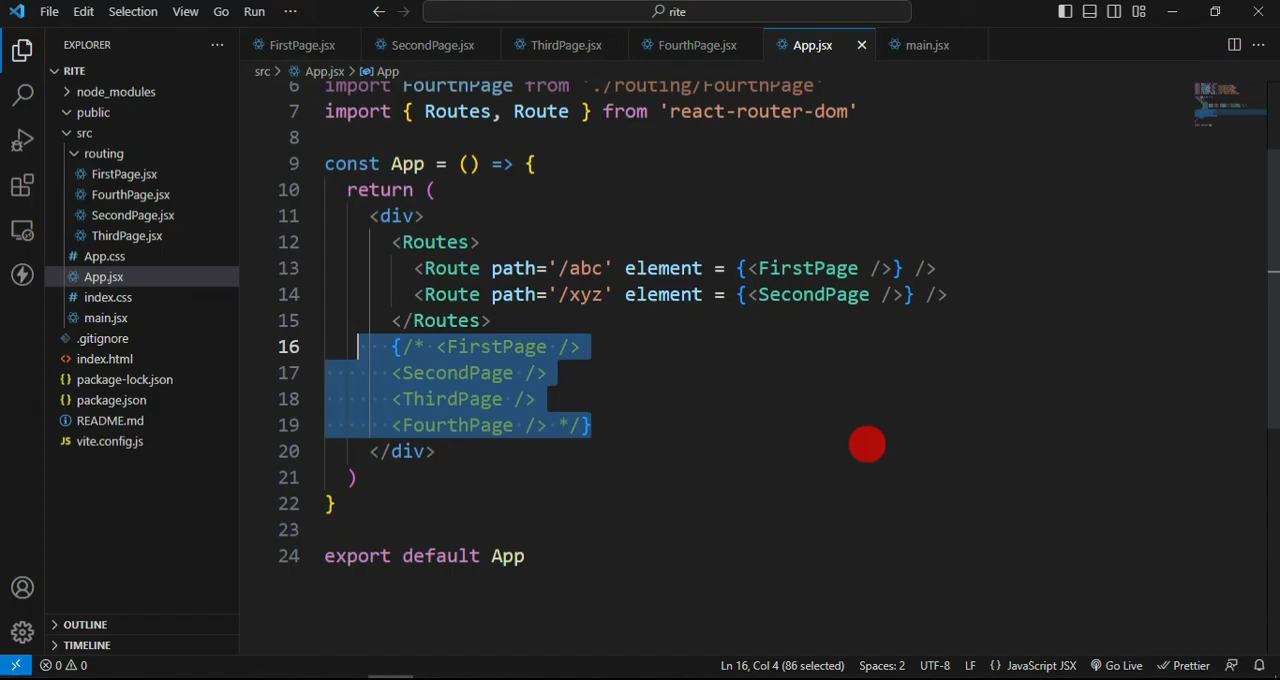 File Edit Selection View Go Run ··· rite
EXPLORER ···
FirstPage.jsx SecondPage.jsx ThirdPage.jsx FourthPage.jsx App.jsx main.jsx ···
src > App.jsx > App
RITE
node_modules
public
src
routing
FirstPage.jsx
FourthPage.jsx
SecondPage.jsx
ThirdPage.jsx
# App.css
App.jsx
# index.css
main.jsx
.gitignore
<> index.html
{} package-lock.json
{} package.json
README.md
JS vite.config.js
OUTLINE
TIMELINE
6 import FourthPage from './routing/FourthPage'
7 import { Routes, Route } from 'react-router-dom'
8
9 const App = () => {
10 return (
11 <div>
12 <Routes>
13 <Route path='/abc' element = {<FirstPage />} />
14 <Route path='/xyz' element = {<SecondPage />} />
15 </Routes>
16 {/* <FirstPage />
17 <SecondPage />
18 <ThirdPage />
19 <FourthPage /> */}
20 </div>
21 )
22 }
23
24 export default App
0 0 Ln 16, Col 4 (86 selected) Spaces: 2 UTF-8 LF {} JavaScript JSX Go Live Prettier